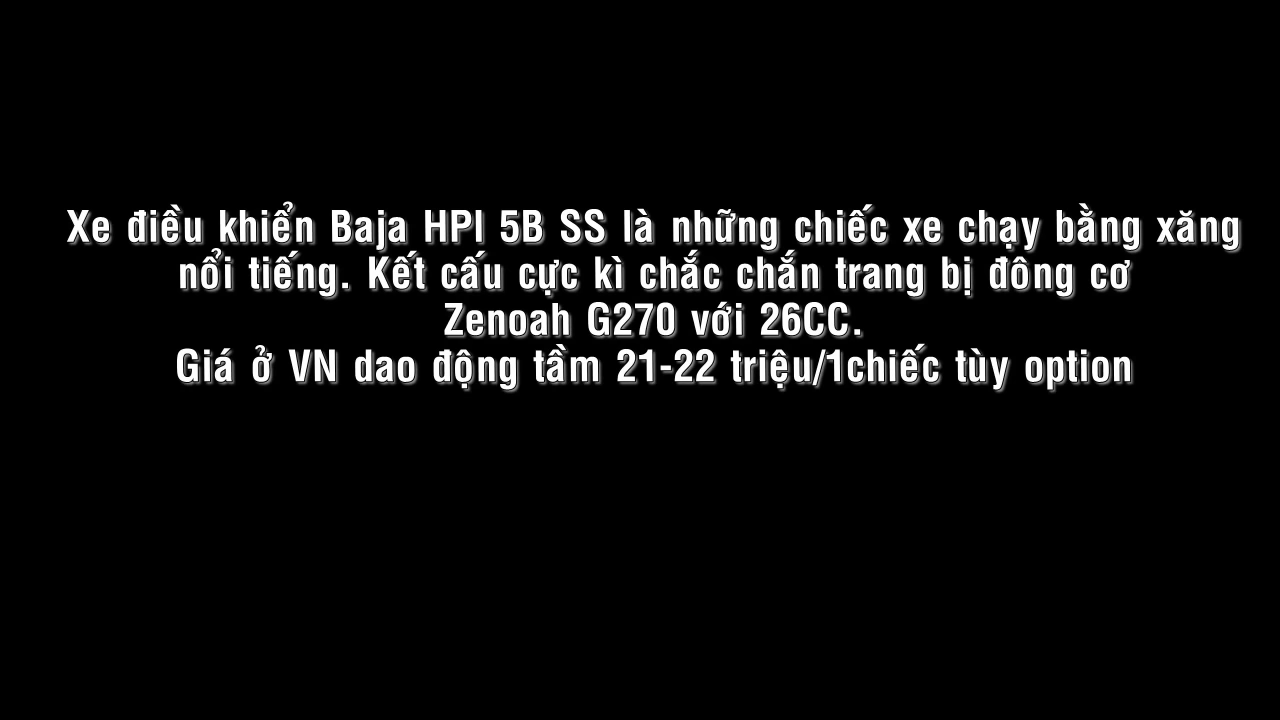 Xe điều khiển Baja HPI 5B SS là những chiếc xe chạy bằng xăng
nổi tiếng. Kết cấu cực kì chắc chắn trang bị đông cơ
Zenoah G270 với 26CC.
Giá ở VN dao động tầm 21-22 triệu/1chiếc tùy option